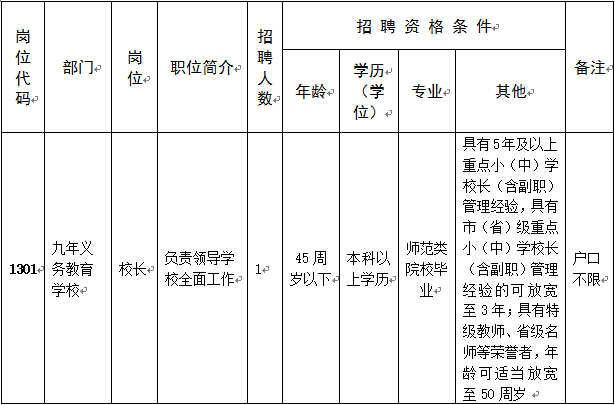 岗位代码
部门
岗位
职位简介
招聘人数
招 聘 资 格 条 件
年龄
学历
（学
位）
专业
其他
备注
1301
九年义
务教育
学校
校长
负责领导学
校全面工作
1
45 周
岁以下
本科以
上学历
师范类
院校毕
业
具有 5 年及以上
重点小（中）学
校长（含副职）
管理经验，具有
市（省）级重点
小（中）学校长
（含副职）管理
经验的可放宽
至 3 年；具有特
级教师、省级名
师等荣誉者，年
龄可适当放宽
至 50 周岁
户口
不限